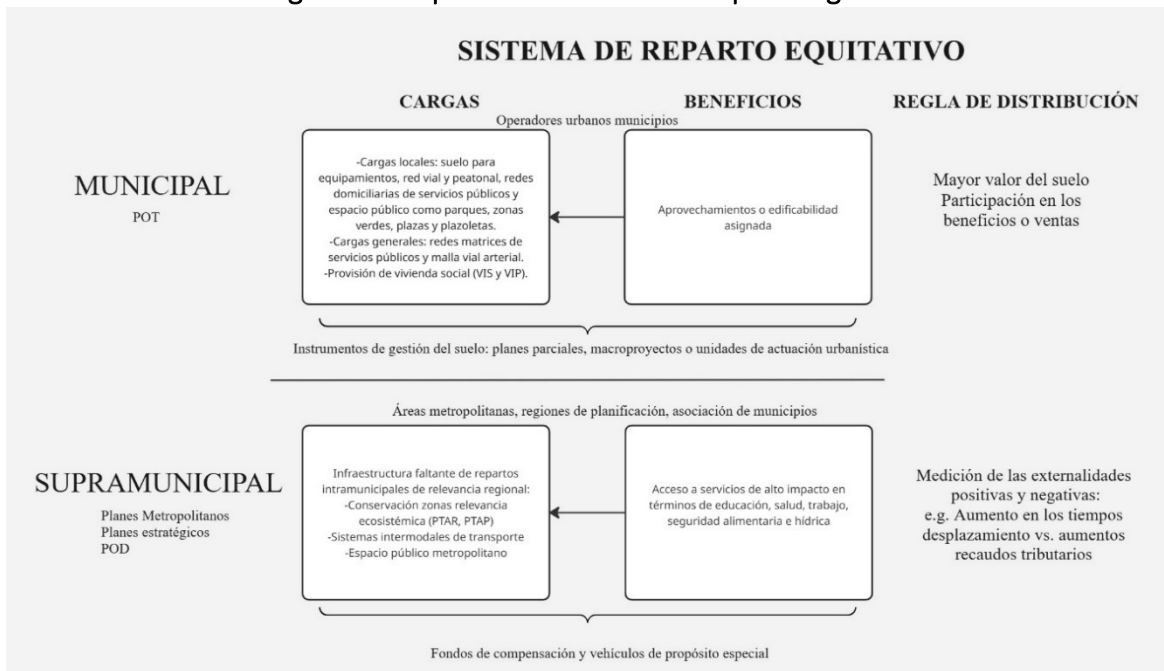 SISTEMA DE REPARTO EQUITATIVO
CARGAS
BENEFICIOS
REGLA DE DISTRIBUCIÓN
Operadores urbanos municipios
MUNICIPAL
POT
-Cargas locales: suelo para
equipamientos, red vial y peatonal, redes
domiciliarias de servicios públicos y
espacio público como parques, zonas
verdes, plazas y plazoletas.
-Cargas generales: redes matrices de
servicios públicos y malla vial arterial.
-Provisión de vivienda social (VIS y VIP).
Aprovechamientos o edificabilidad
asignada
Mayor valor del suelo
Participación en los
beneficios o ventas
Instrumentos de gestión del suelo: planes parciales, macroproyectos o unidades de actuación urbanística
Áreas metropolitanas, regiones de planificación, asociación de municipios
SUPRAMUNICIPAL
Planes Metropolitanos
Planes estratégicos
POD
Infraestructura faltante de repartos
intramunicipales de relevancia regional:
-Conservación zonas relevancia
ecosistémica (PTAR, PTAP)
-Sistemas intermodales de transporte
-Espacio público metropolitano
Acceso a servicios de alto impacto en
términos de educación, salud, trabajo,
seguridad alimentaria e hídrica
Medición de las externalidades
positivas y negativas:
e.g. Aumento en los tiempos
desplazamiento vs. aumentos
recaudos tributarios
Fondos de compensación y vehículos de propósito especial